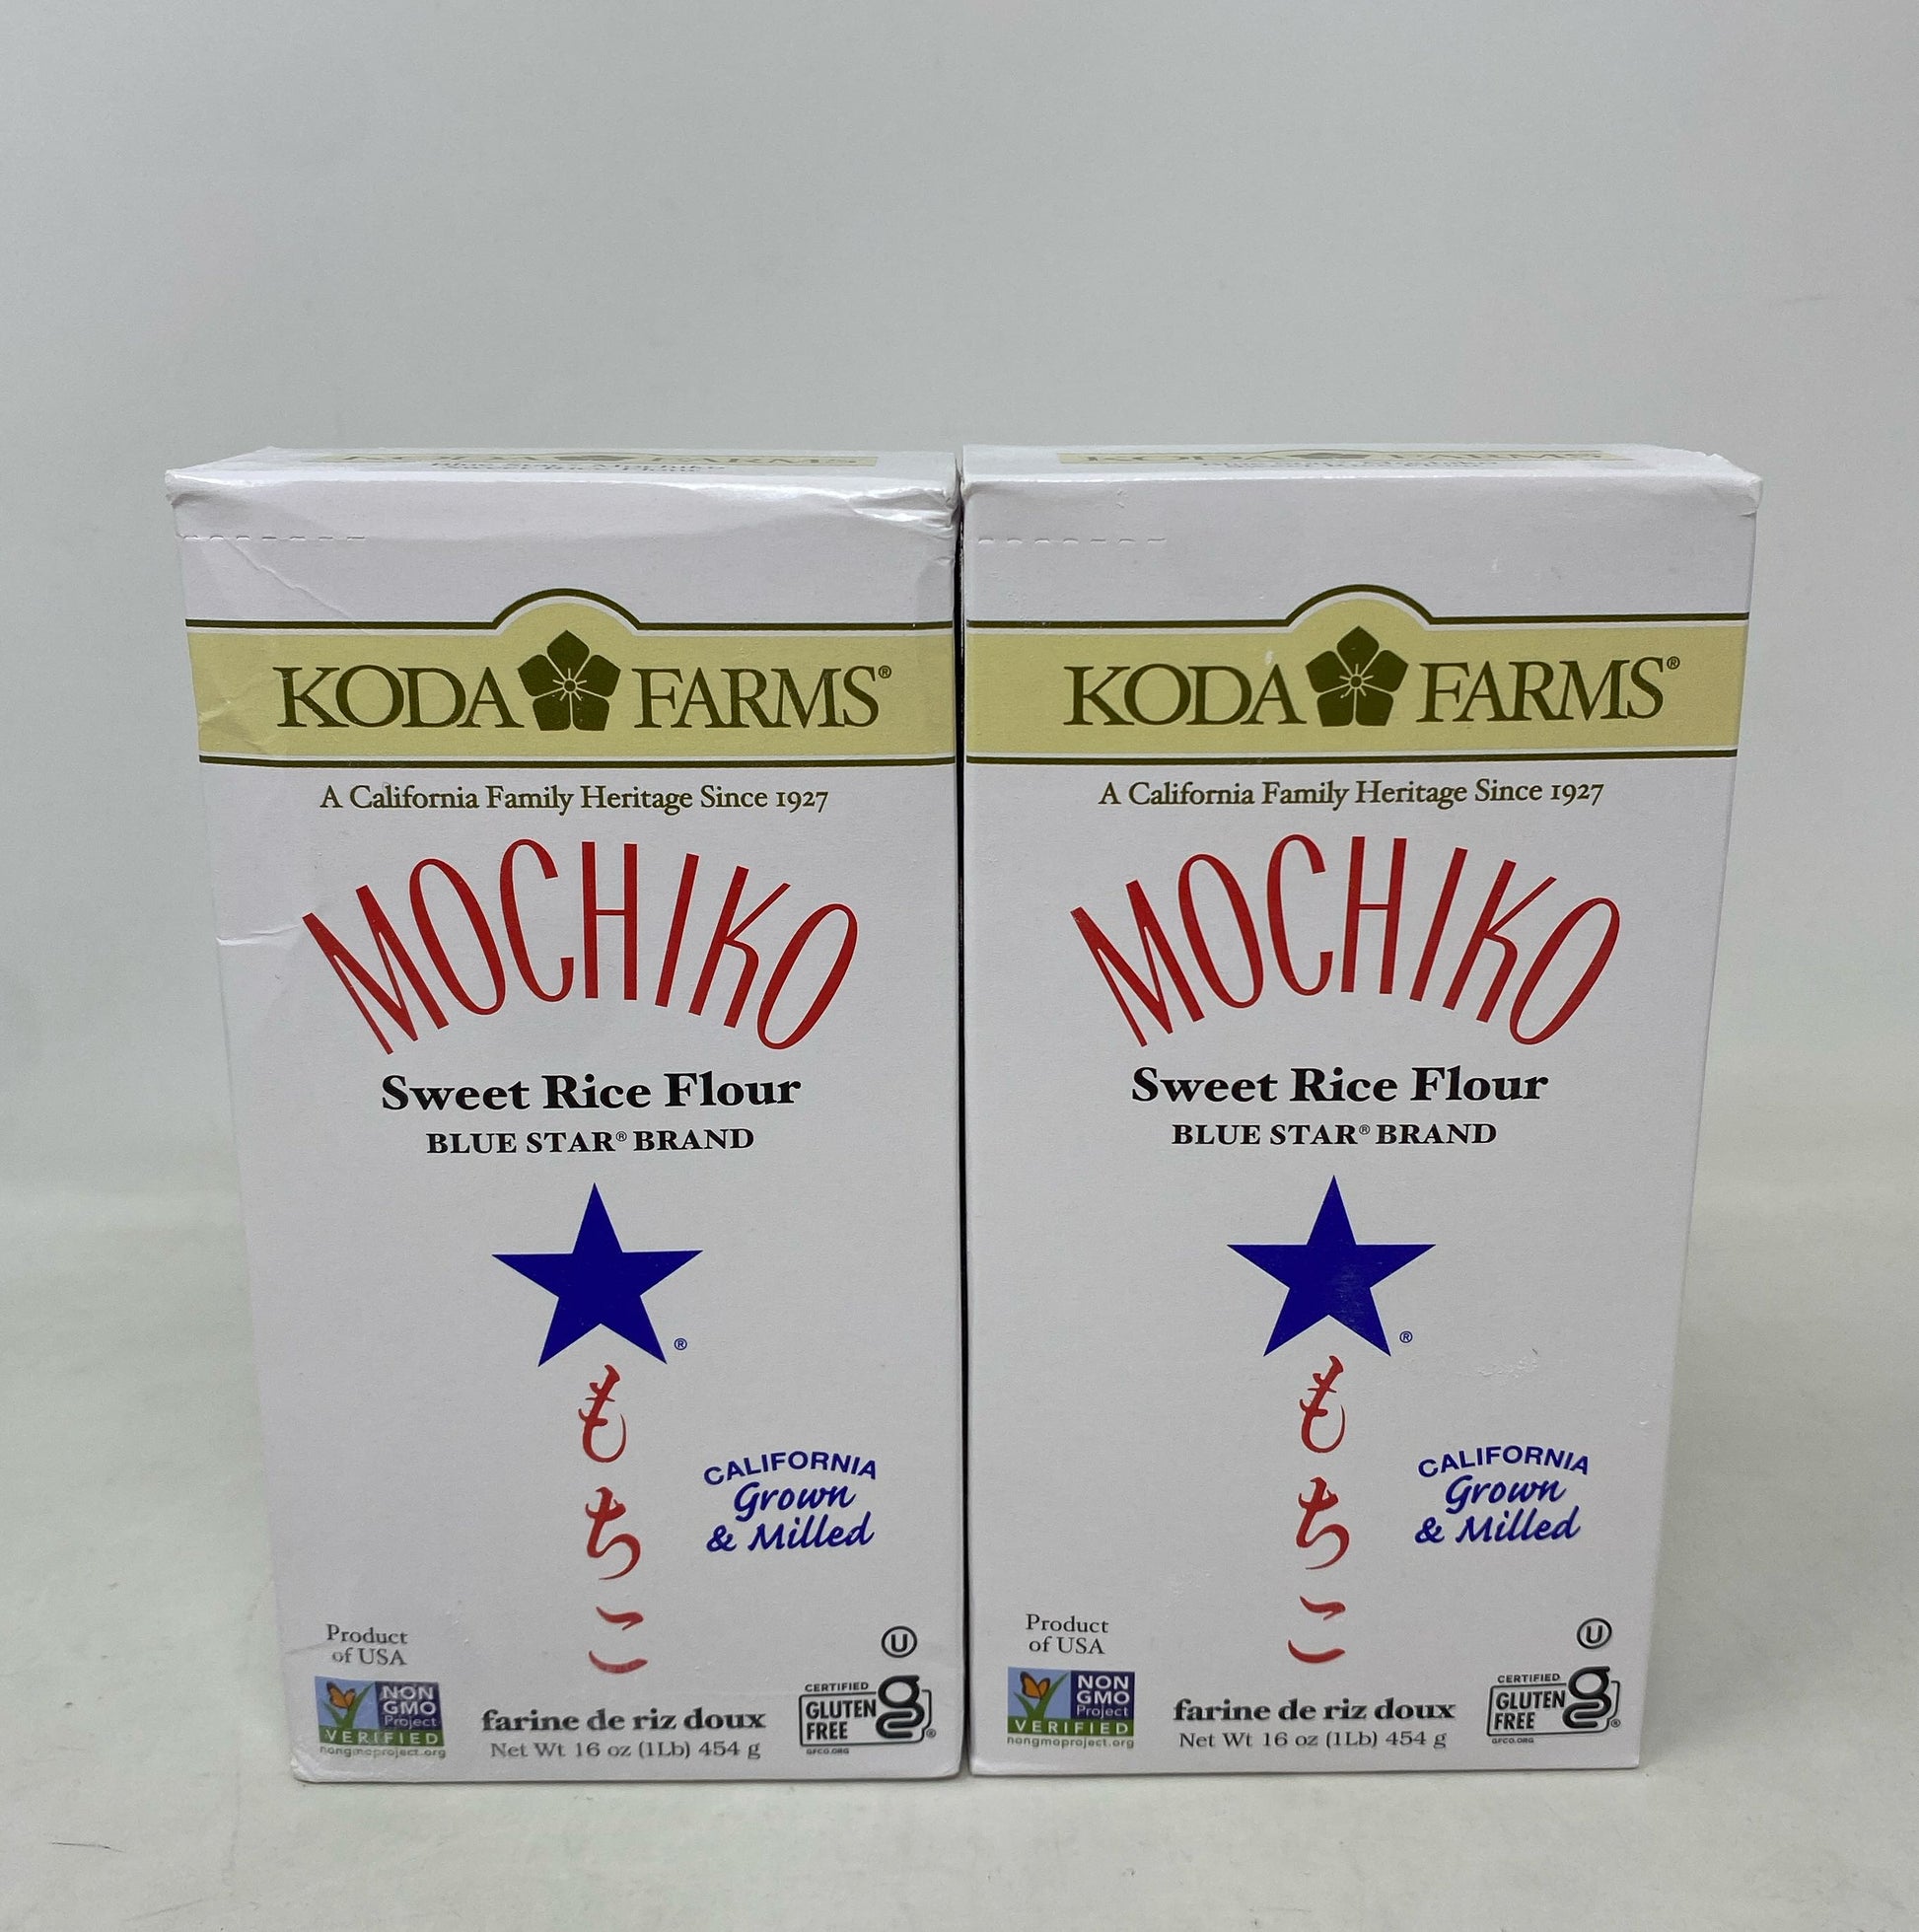 KODA FARMS®
A California Family Heritage Since 1927
MOCHIKO
Sweet Rice Flour
BLUE STAR® BRAND
®
もちこ
CALIFORNIA
Grown
& Milled
Product
of USA
U
NON
GMO
Project
VERIFIED
nongmoproject.org
farine de riz doux
Net Wt 16 oz (1Lb) 454 g
CERTIFIED
GLUTEN
FREE
g®
GFCO.ORG
KODA FARMS®
A California Family Heritage Since 1927
MOCHIKO
Sweet Rice Flour
BLUE STAR® BRAND
®
もちこ
CALIFORNIA
Grown
& Milled
Product
of USA
U
NON
GMO
Project
VERIFIED
nongmoproject.org
farine de riz doux
Net Wt 16 oz (1Lb) 454 g
CERTIFIED
GLUTEN
FREE
g®
GFCO.ORG